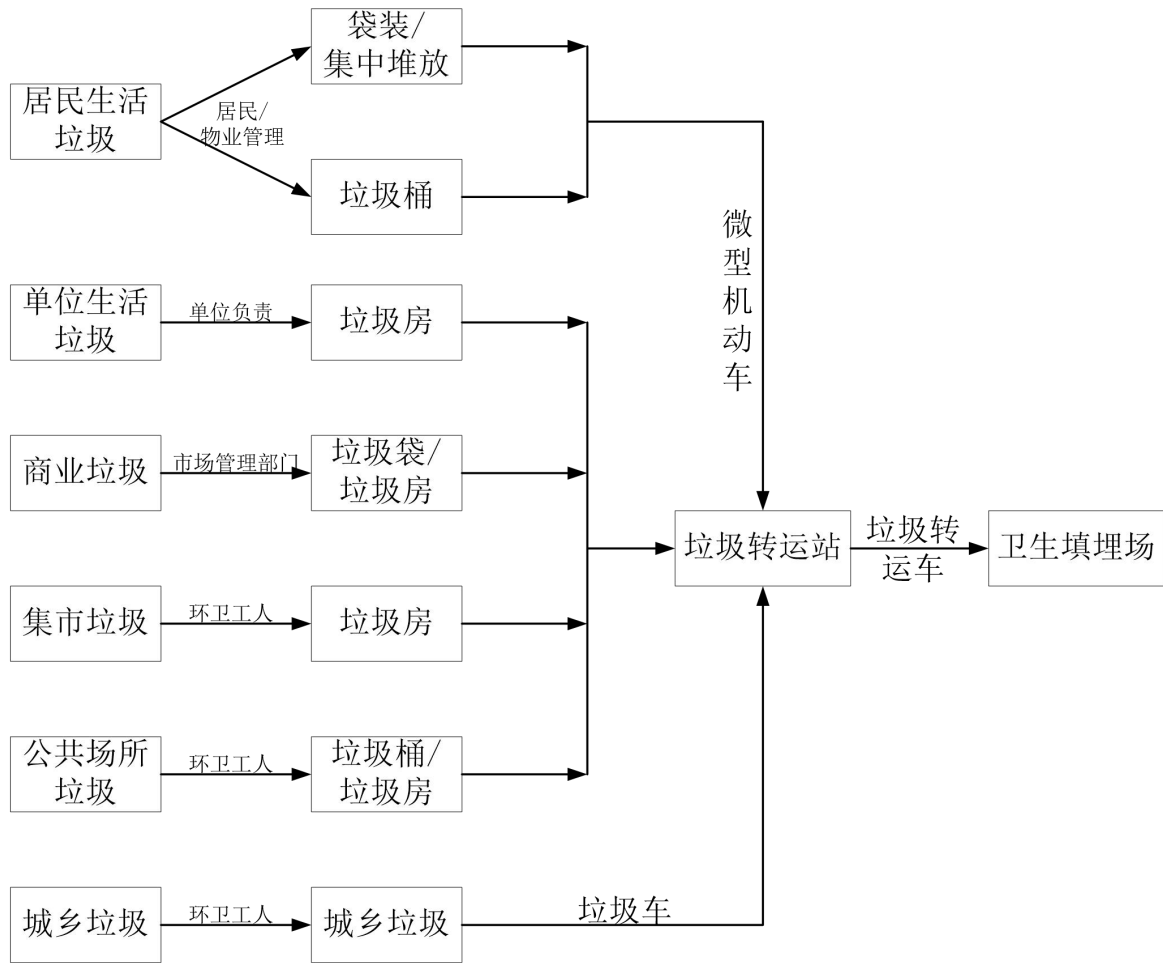 居民生活
垃圾
居民/
物业管理
袋装/
集中堆放
垃圾桶
微型机动车
单位生活
垃圾
单位负责
垃圾房
商业垃圾
市场管理部门
垃圾袋/
垃圾房
集市垃圾
环卫工人
垃圾房
公共场所
垃圾
环卫工人
垃圾桶/
垃圾房
城乡垃圾
环卫工人
城乡垃圾
垃圾车
垃圾转运站
垃圾转
运车
卫生填埋场